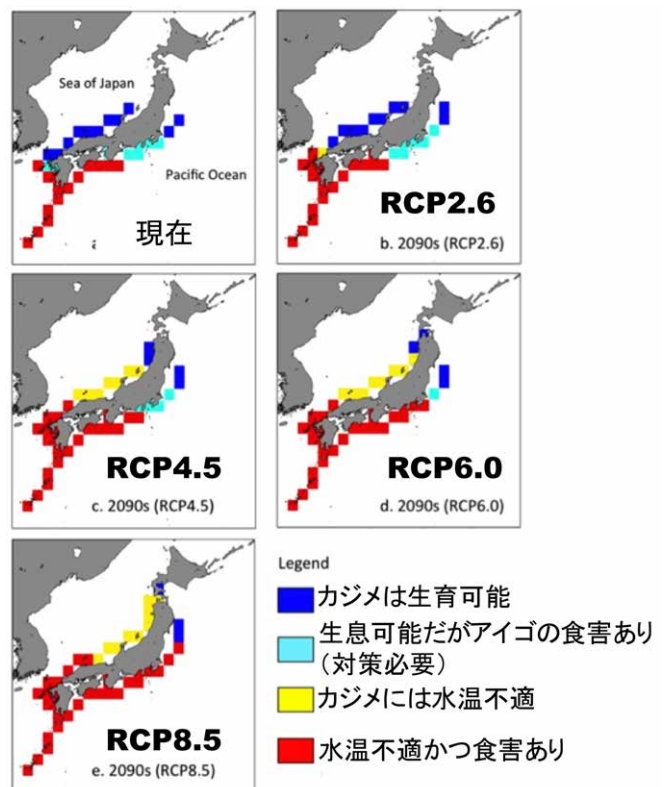 Sea of Japan
Pacific Ocean
現在
RCP2.6
b. 2090s (RCP2.6)
RCP4.5
c. 2090s (RCP4.5)
RCP6.0
d. 2090s (RCP6.0)
RCP8.5
e. 2090s (RCP8.5)
Legend
カジメは生育可能
生息可能だがアイゴの食害あり
(対策必要)
カジメには水温不適
水温不適かつ食害あり